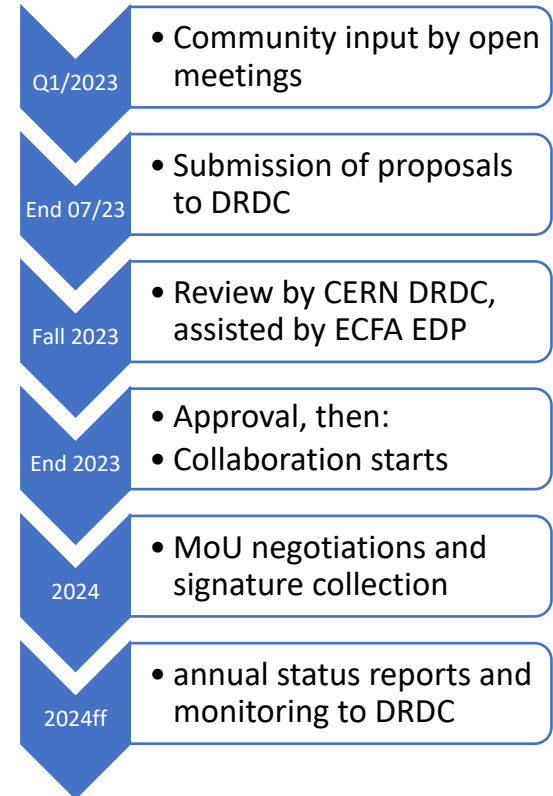 Q1/2023
• Community input by open
meetings
End 07/23
• Submission of proposals
to DRDC
Fall 2023
• Review by CERN DRDC,
assisted by ECFA EDP
End 2023
• Approval, then:
• Collaboration starts
2024
• MoU negotiations and
signature collection
2024ff
• annual status reports and
monitoring to DRDC